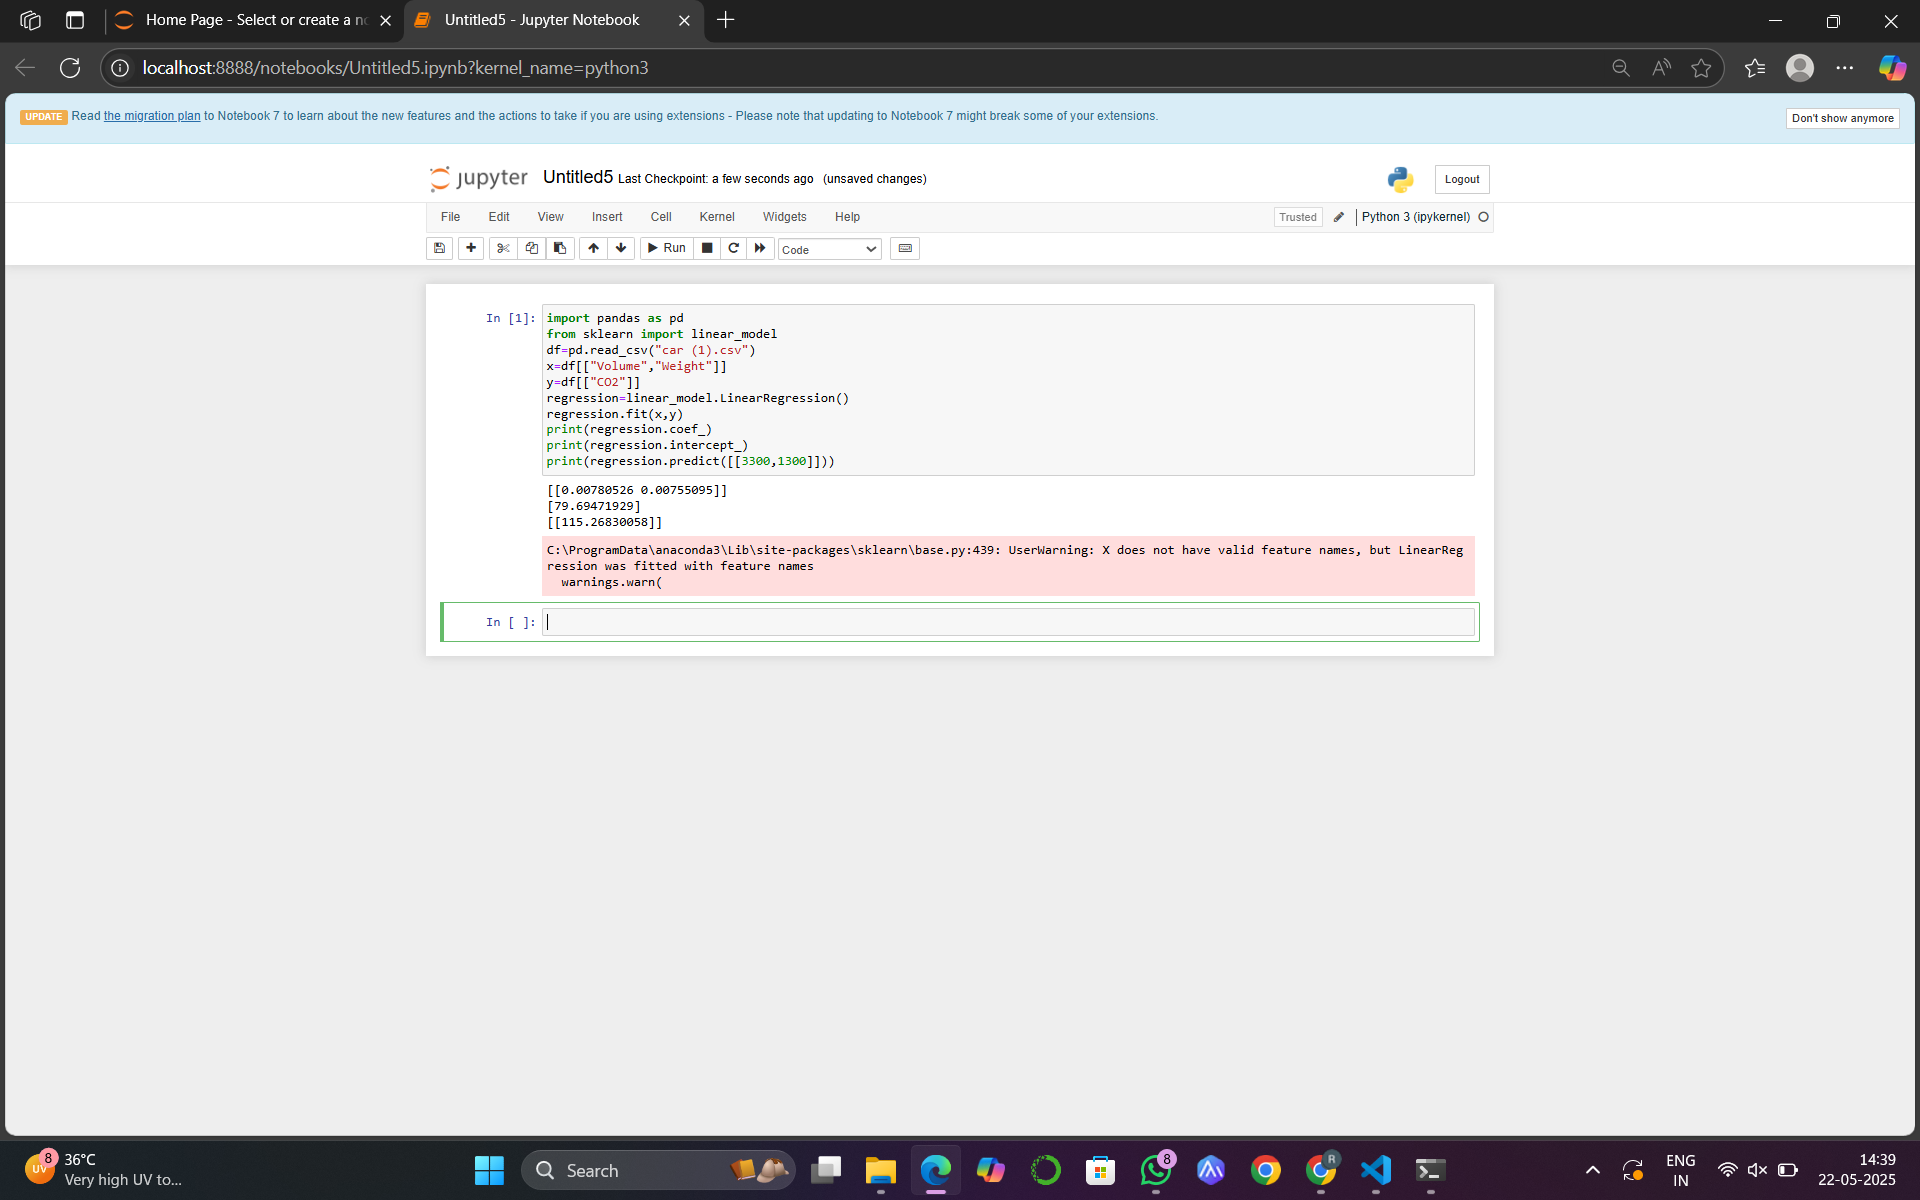 Home Page - Select or create a n
Untitled5 - Jupyter Notebook
localhost:8888/notebooks/Untitled5.ipynb?kernel_name=python3
UPDATE Read the migration plan to Notebook 7 to learn about the new features and the actions to take if you are using extensions - Please note that updating to Notebook 7 might break some of your extensions.
Don't show anymore
jupyter Untitled5 Last Checkpoint: a few seconds ago (unsaved changes)
Logout
File Edit View Insert Cell Kernel Widgets Help
Trusted Python 3 (ipykernel)
Run Code
In [1]: import pandas as pd
from sklearn import linear_model
df=pd.read_csv("car (1).csv")
x=df[["Volume","Weight"]]
y=df[["CO2"]]
regression=linear_model.LinearRegression()
regression.fit(x,y)
print(regression.coef_)
print(regression.intercept_)
print(regression.predict([[3300,1300]]))
[[0.00780526 0.00755095]]
[79.69471929]
[[115.26830058]]
C:\ProgramData\anaconda3\Lib\site-packages\sklearn\base.py:439: UserWarning: X does not have valid feature names, but LinearReg
ression was fitted with feature names
warnings.warn(
In [ ]:
UV 8
36°C
Very high UV to...
Search
8
R
ENG
IN
14:39
22-05-2025